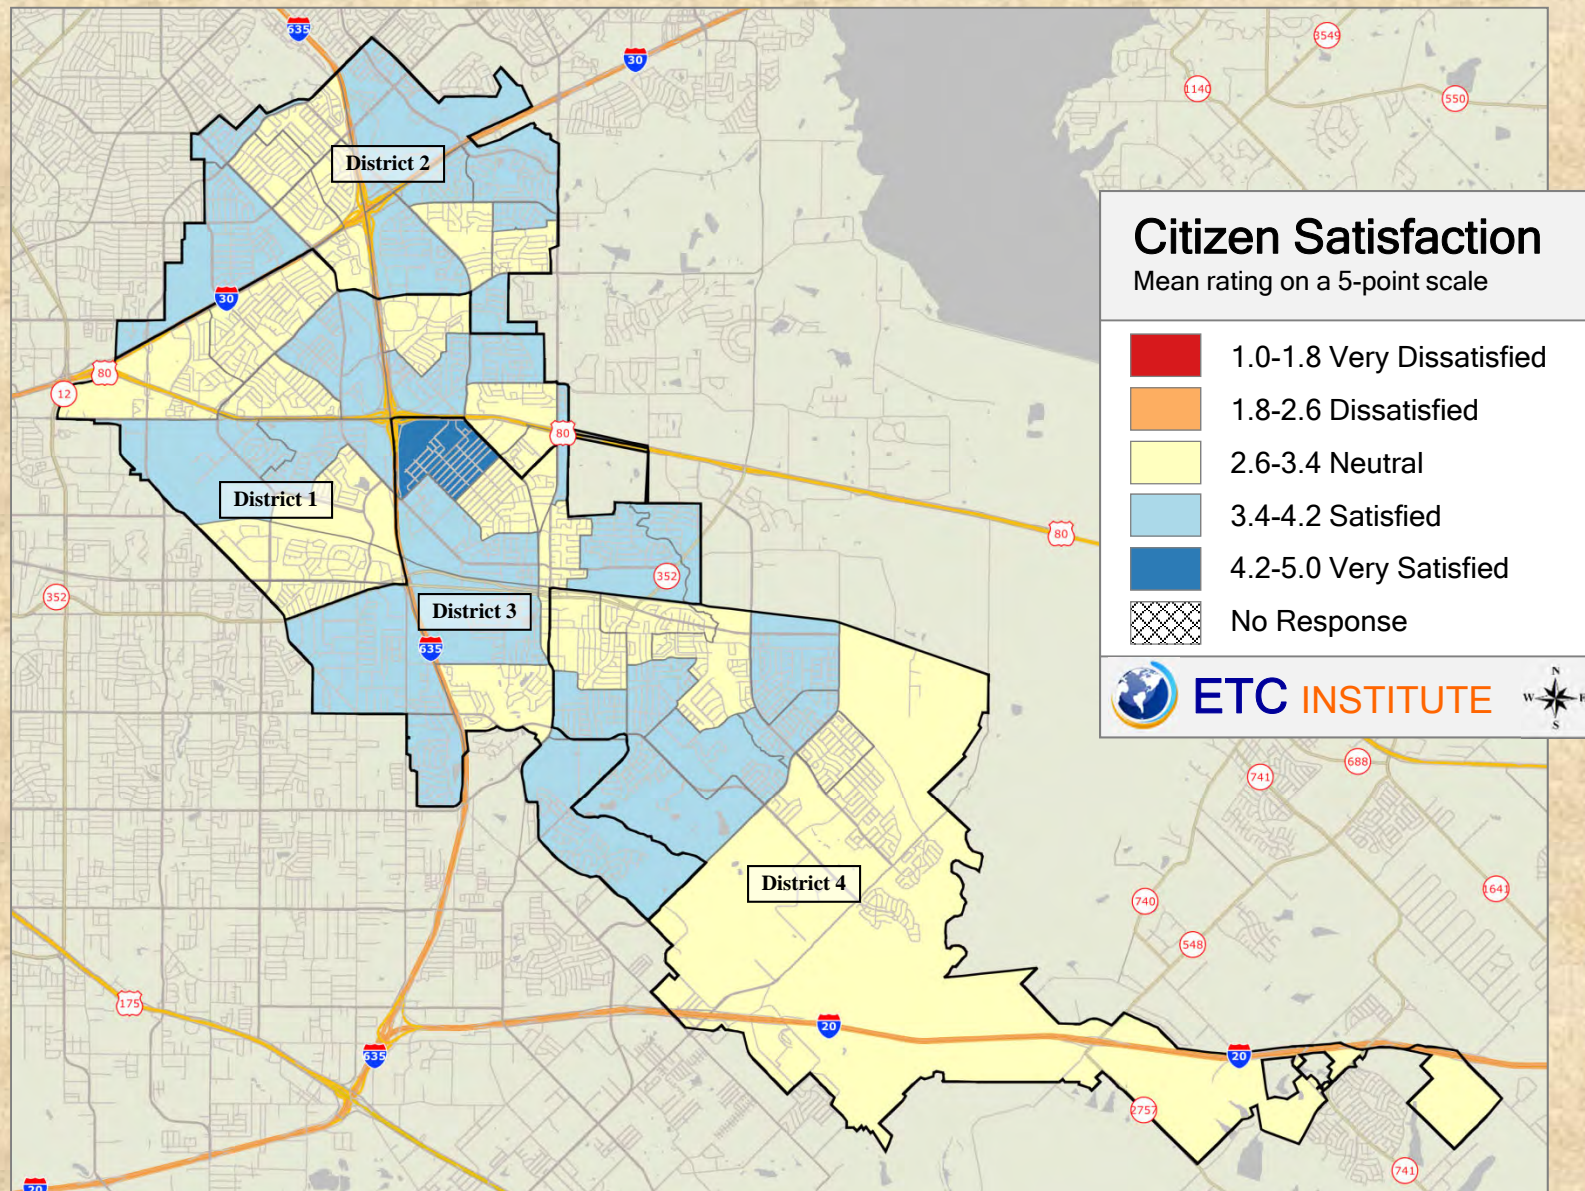 635
30
3549
1140
550
District 2
Citizen Satisfaction
Mean rating on a 5-point scale
30
80
12
1.0-1.8 Very Dissatisfied
1.8-2.6 Dissatisfied
80
2.6-3.4 Neutral
District 1
3.4-4.2 Satisfied
80
352
4.2-5.0 Very Satisfied
352
District 3
No Response
635
ETC INSTITUTE
N
W
E
S
688
741
District 4
1641
740
548
175
20
635
20
2757
741
20